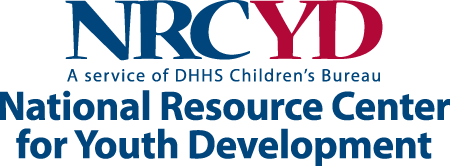 NRCYD
A service of DHHS Children's Bureau
National Resource Center
for Youth Development